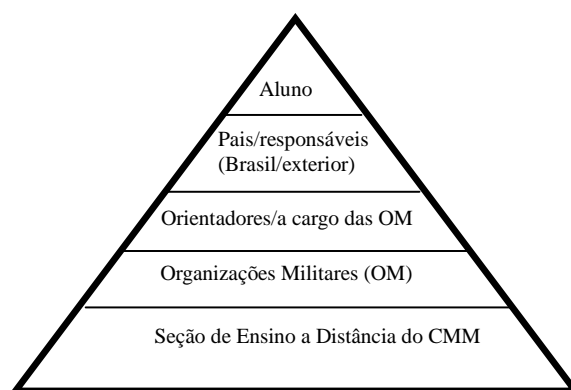 Aluno
Pais/responsáveis
(Brasil/exterior)
Orientadores/a cargo das OM
Organizações Militares (OM)
Seção de Ensino a Distância do CMM